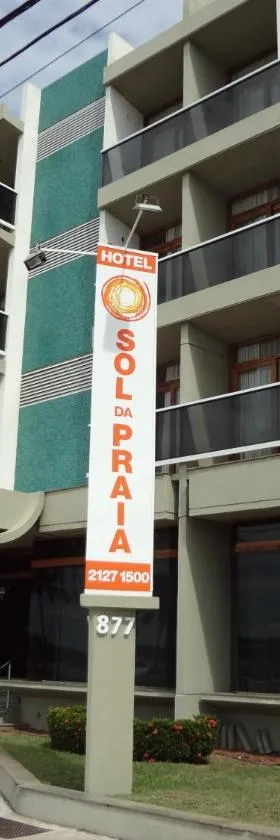 HOTEL
SOL
DA
PRAIA
2127 1500
877